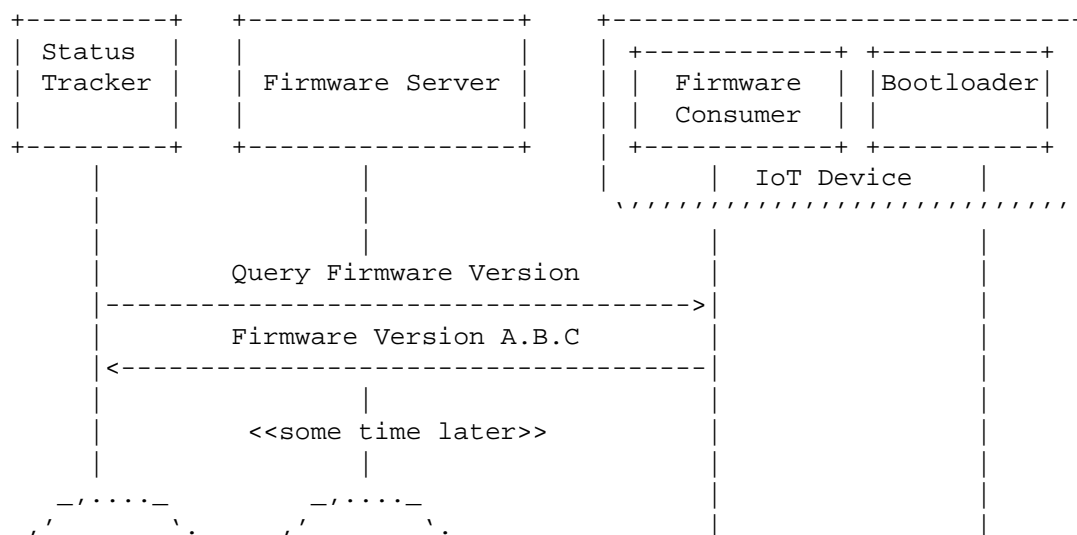 Status
Tracker
Firmware Server
Firmware
Consumer
Bootloader
IoT Device
Query Firmware Version
Firmware Version A.B.C
<<some time later>>